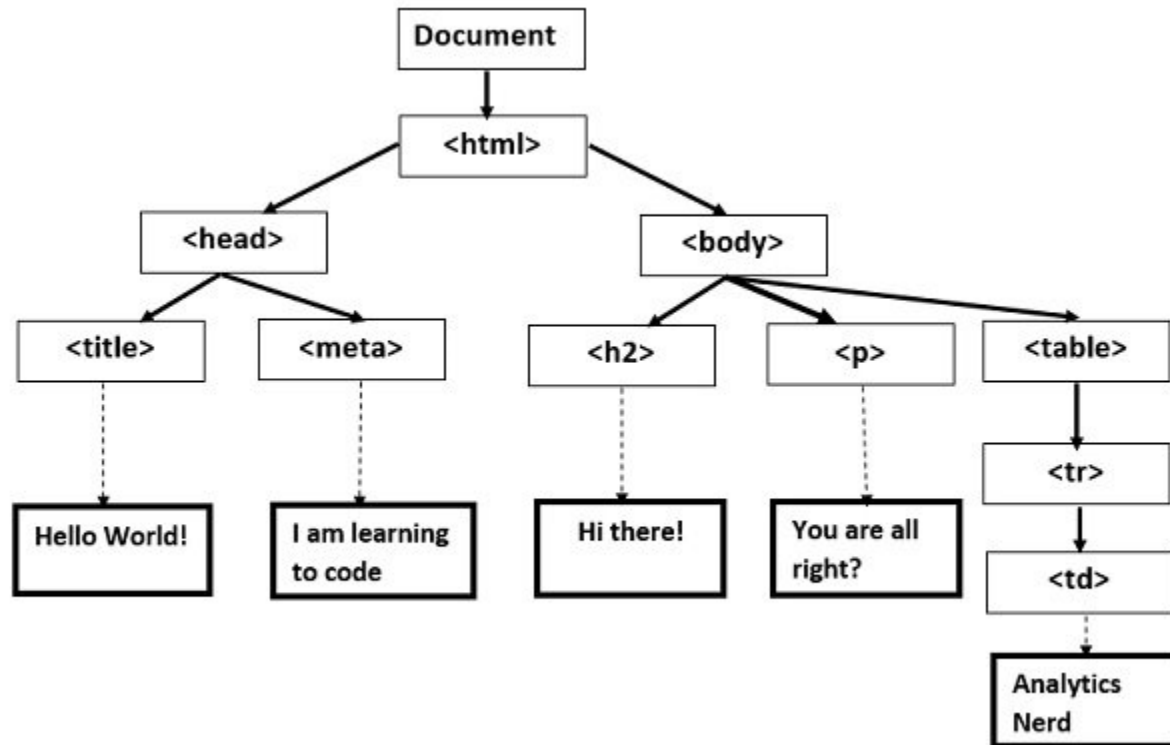 Document
<html>
<head>
<body>
<title>
<meta>
<h2>
<p>
<table>
<tr>
Hello World!
I am learning
to code
Hi there!
You are all
right?
<td>
Analytics
Nerd